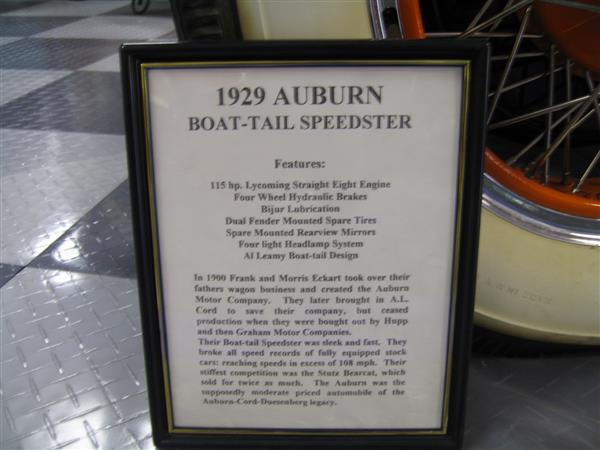 1929 AUBURN
BOAT-TAIL SPEEDSTER
Features:
115 hp. Lycoming Straight Eight Engine
Four Wheel Hydraulic Brakes
Bijur Lubrication
Dual Fender Mounted Spare Tires
Spare Mounted Rearview Mirrors
Four light Headlamp System
Al Leamy Boat-tail Design
In 1900 Frank and Morris Eckart took over their
fathers wagon business and created the Auburn
Motor Company. They later brought in A.L.
Cord to save their company, but ceased
production when they were bought out by Hupp
and then Graham Motor Companies.
Their Boat-tail Speedster was sleek and fast. They
broke all speed records of fully equipped stock
cars: reaching speeds in excess of 108 mph. Their
stiffest competition was the Stutz Bearcat, which
sold for twice as much. The Auburn was the
supposedly moderate priced automobile of the
Auburn-Cord-Duesenberg legacy.